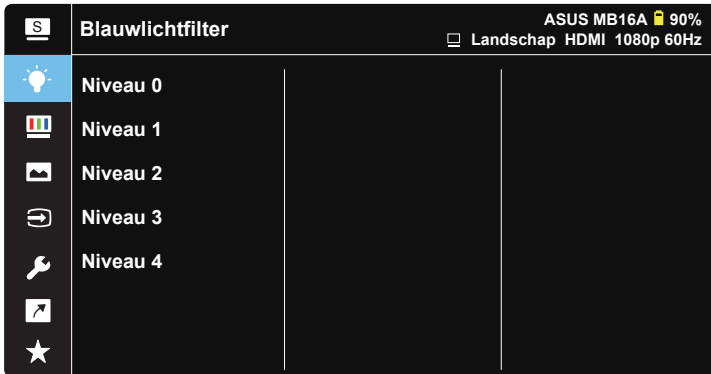 S
Blauwlichtfilter
ASUS MB16A 90%
Landschap HDMI 1080p 60Hz
Niveau 0
Niveau 1
Niveau 2
Niveau 3
Niveau 4